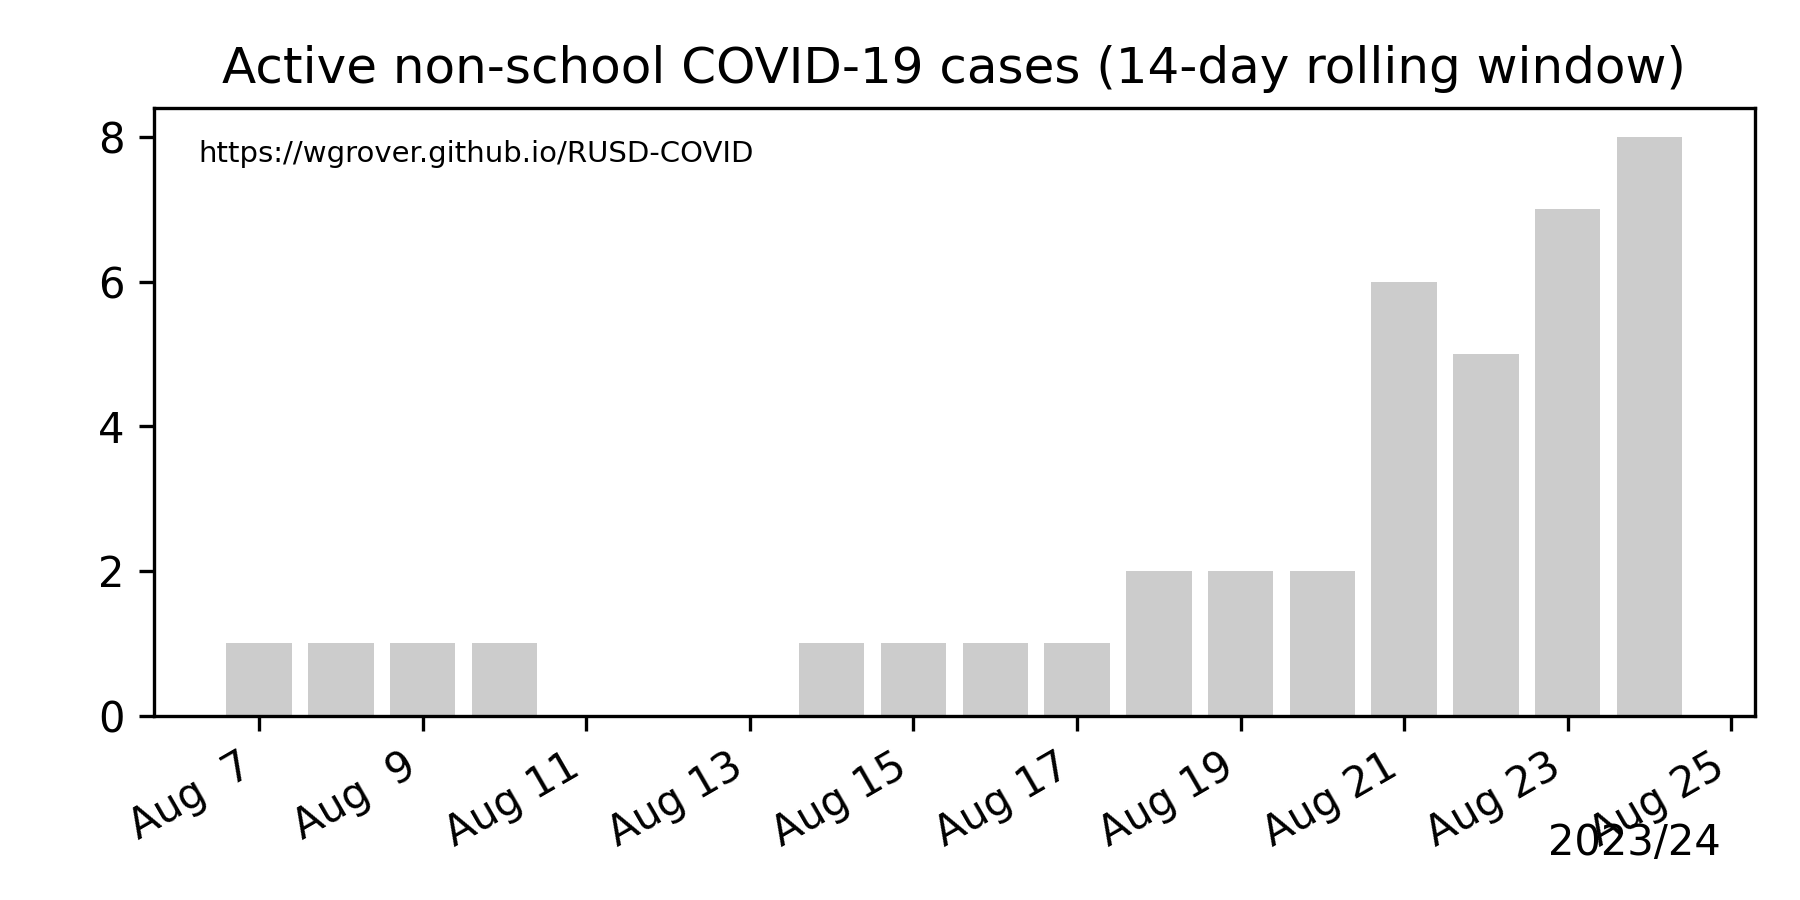 Active non-school COVID-19 cases (14-day rolling window)
https://wgrover.github.io/RUSD-COVID
8
6
4
2
0
Aug 7
Aug 9
Aug 11
Aug 13
Aug 15
Aug 17
Aug 19
Aug 21
Aug 23
Aug 25
2023/24